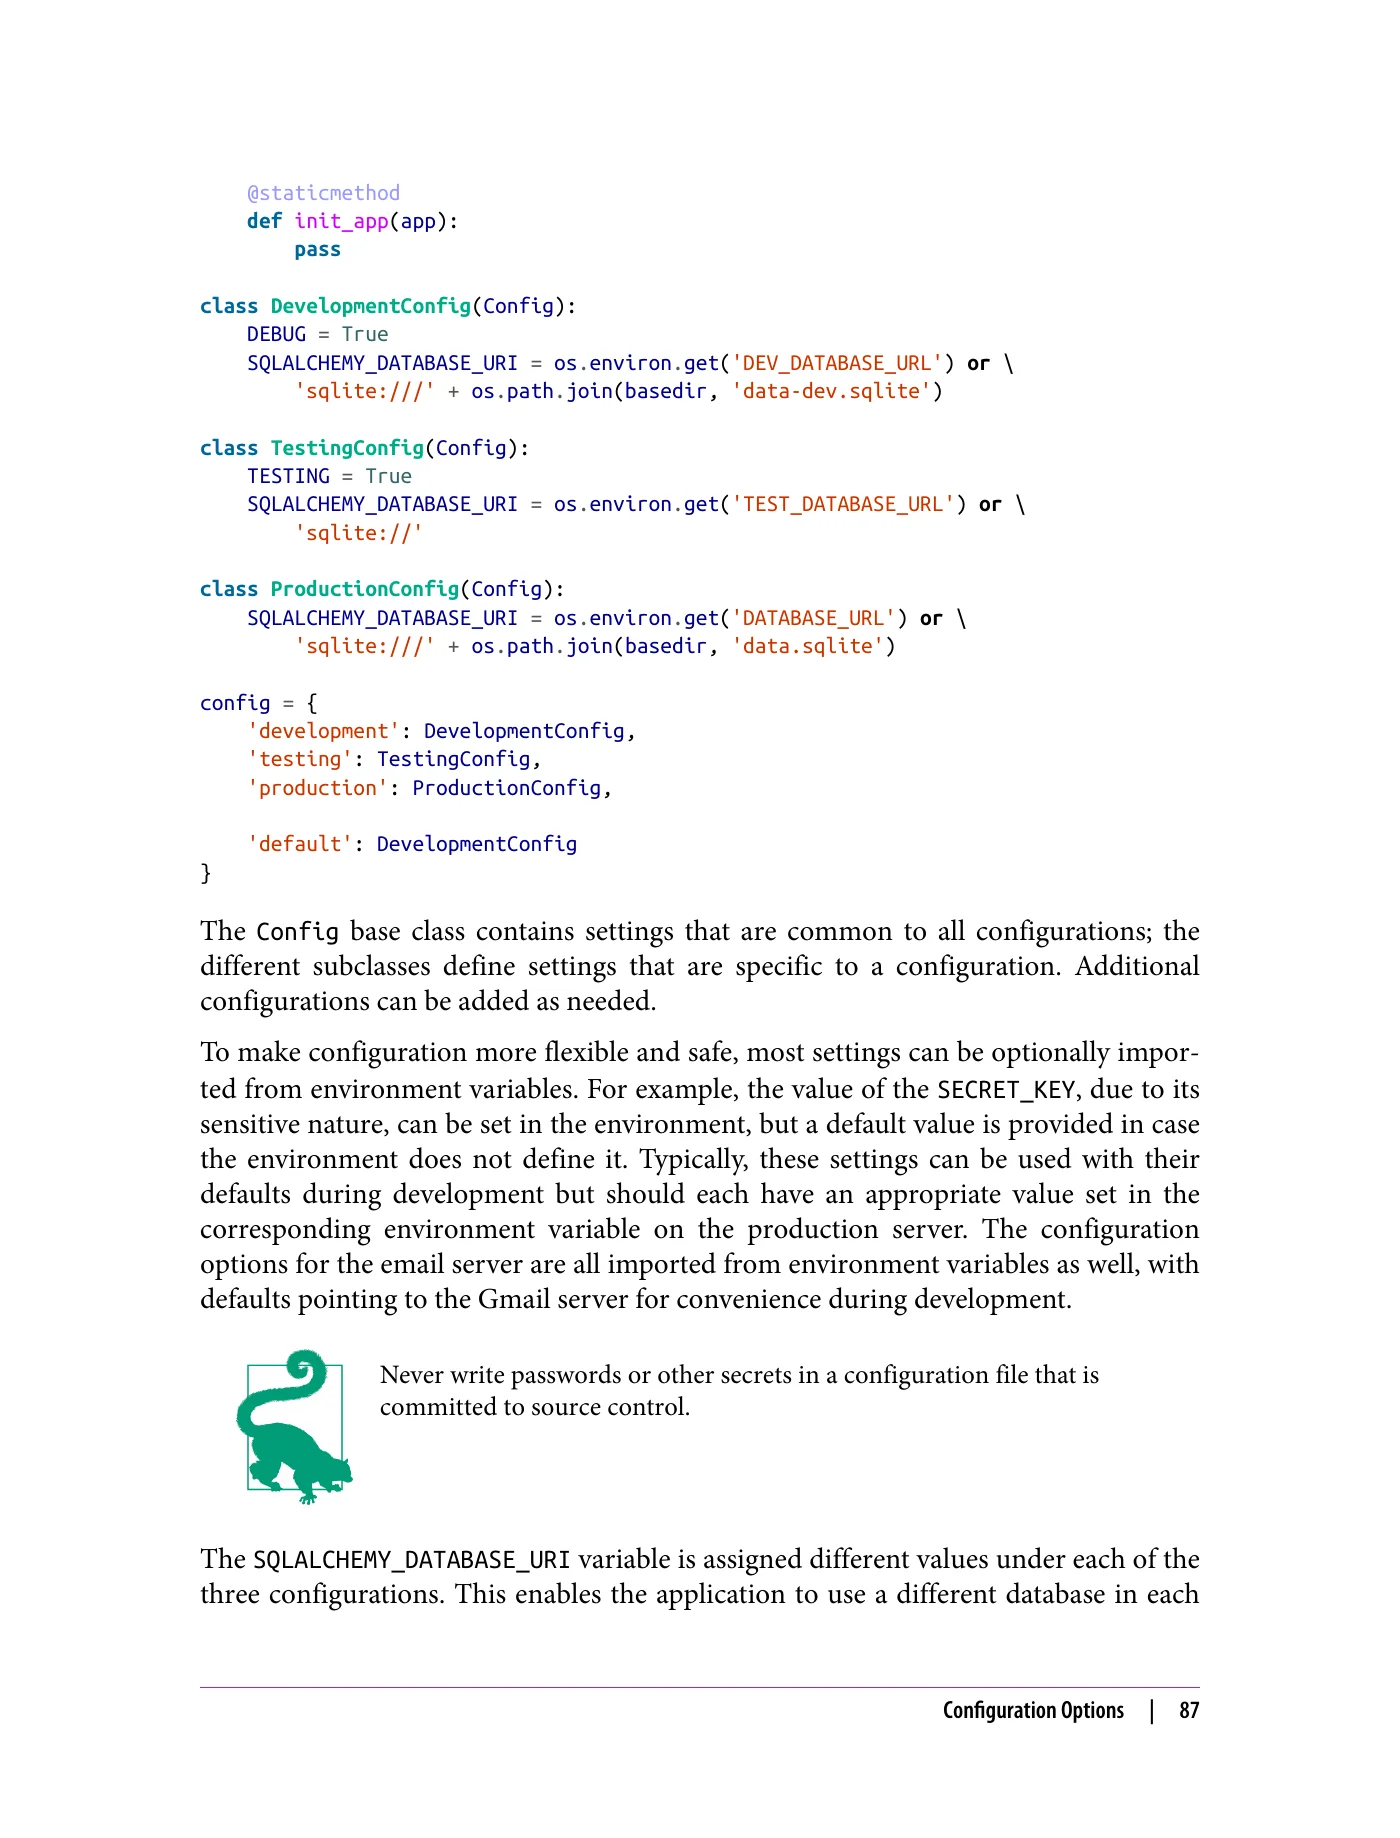 @staticmethod
    def init_app(app):
        pass

class DevelopmentConfig(Config):
    DEBUG = True
    SQLALCHEMY_DATABASE_URI = os.environ.get('DEV_DATABASE_URL') or \
        'sqlite:///' + os.path.join(basedir, 'data-dev.sqlite')

class TestingConfig(Config):
    TESTING = True
    SQLALCHEMY_DATABASE_URI = os.environ.get('TEST_DATABASE_URL') or \
        'sqlite://'

class ProductionConfig(Config):
    SQLALCHEMY_DATABASE_URI = os.environ.get('DATABASE_URL') or \
        'sqlite:///' + os.path.join(basedir, 'data.sqlite')

config = {
    'development': DevelopmentConfig,
    'testing': TestingConfig,
    'production': ProductionConfig,

    'default': DevelopmentConfig
}
The Config base class contains settings that are common to all configurations; the
different subclasses define settings that are specific to a configuration. Additional
configurations can be added as needed.
To make configuration more flexible and safe, most settings can be optionally impor-
ted from environment variables. For example, the value of the SECRET_KEY, due to its
sensitive nature, can be set in the environment, but a default value is provided in case
the environment does not define it. Typically, these settings can be used with their
defaults during development but should each have an appropriate value set in the
corresponding environment variable on the production server. The configuration
options for the email server are all imported from environment variables as well, with
defaults pointing to the Gmail server for convenience during development.
Never write passwords or other secrets in a configuration file that is
committed to source control.
The SQLALCHEMY_DATABASE_URI variable is assigned different values under each of the
three configurations. This enables the application to use a different database in each
Configuration Options | 87